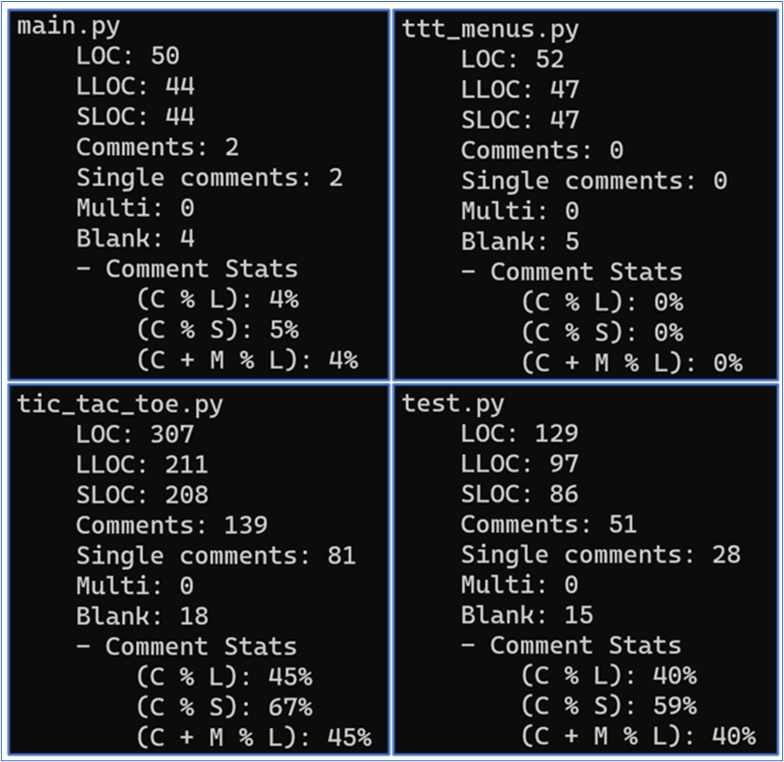 main.py
LOC: 50
LLOC: 44
SLOC: 44
Comments: 2
Single comments: 2
Multi: 0
Blank: 4
- Comment Stats
(C % L): 4%
(C % S): 5%
(C + M % L): 4%
ttt_menus.py
LOC: 52
LLOC: 47
SLOC: 47
Comments: 0
Single comments: 0
Multi: 0
Blank: 5
- Comment Stats
(C % L): 0%
(C % S): 0%
(C + M % L): 0%
tic_tac_toe.py
LOC: 307
LLOC: 211
SLOC: 208
Comments: 139
Single comments: 81
Multi: 0
Blank: 18
- Comment Stats
(C % L): 45%
(C % S): 67%
(C + M % L): 45%
test.py
LOC: 129
LLOC: 97
SLOC: 86
Comments: 51
Single comments: 28
Multi: 0
Blank: 15
- Comment Stats
(C % L): 40%
(C % S): 59%
(C + M % L): 40%